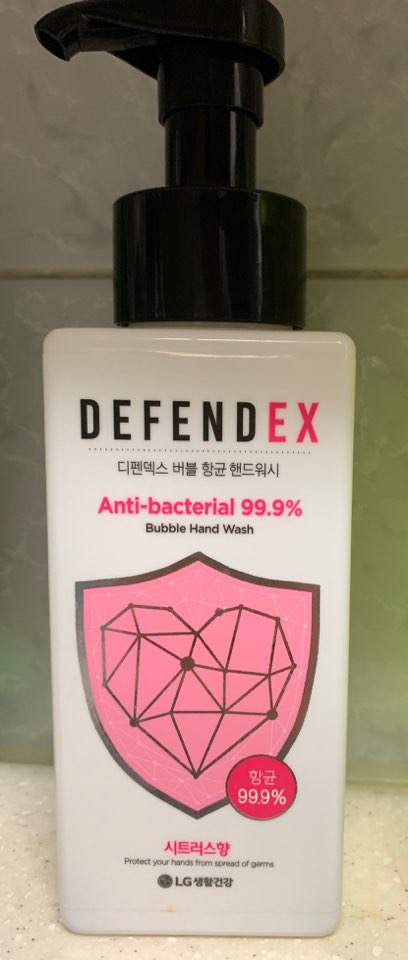 DEFENDEX
디펜덱스 버블 항균 핸드워시
Anti-bacterial 99.9%
Bubble Hand Wash
항균
99.9%
시트러스향
Protect your hands from spread of germs
LG생활건강